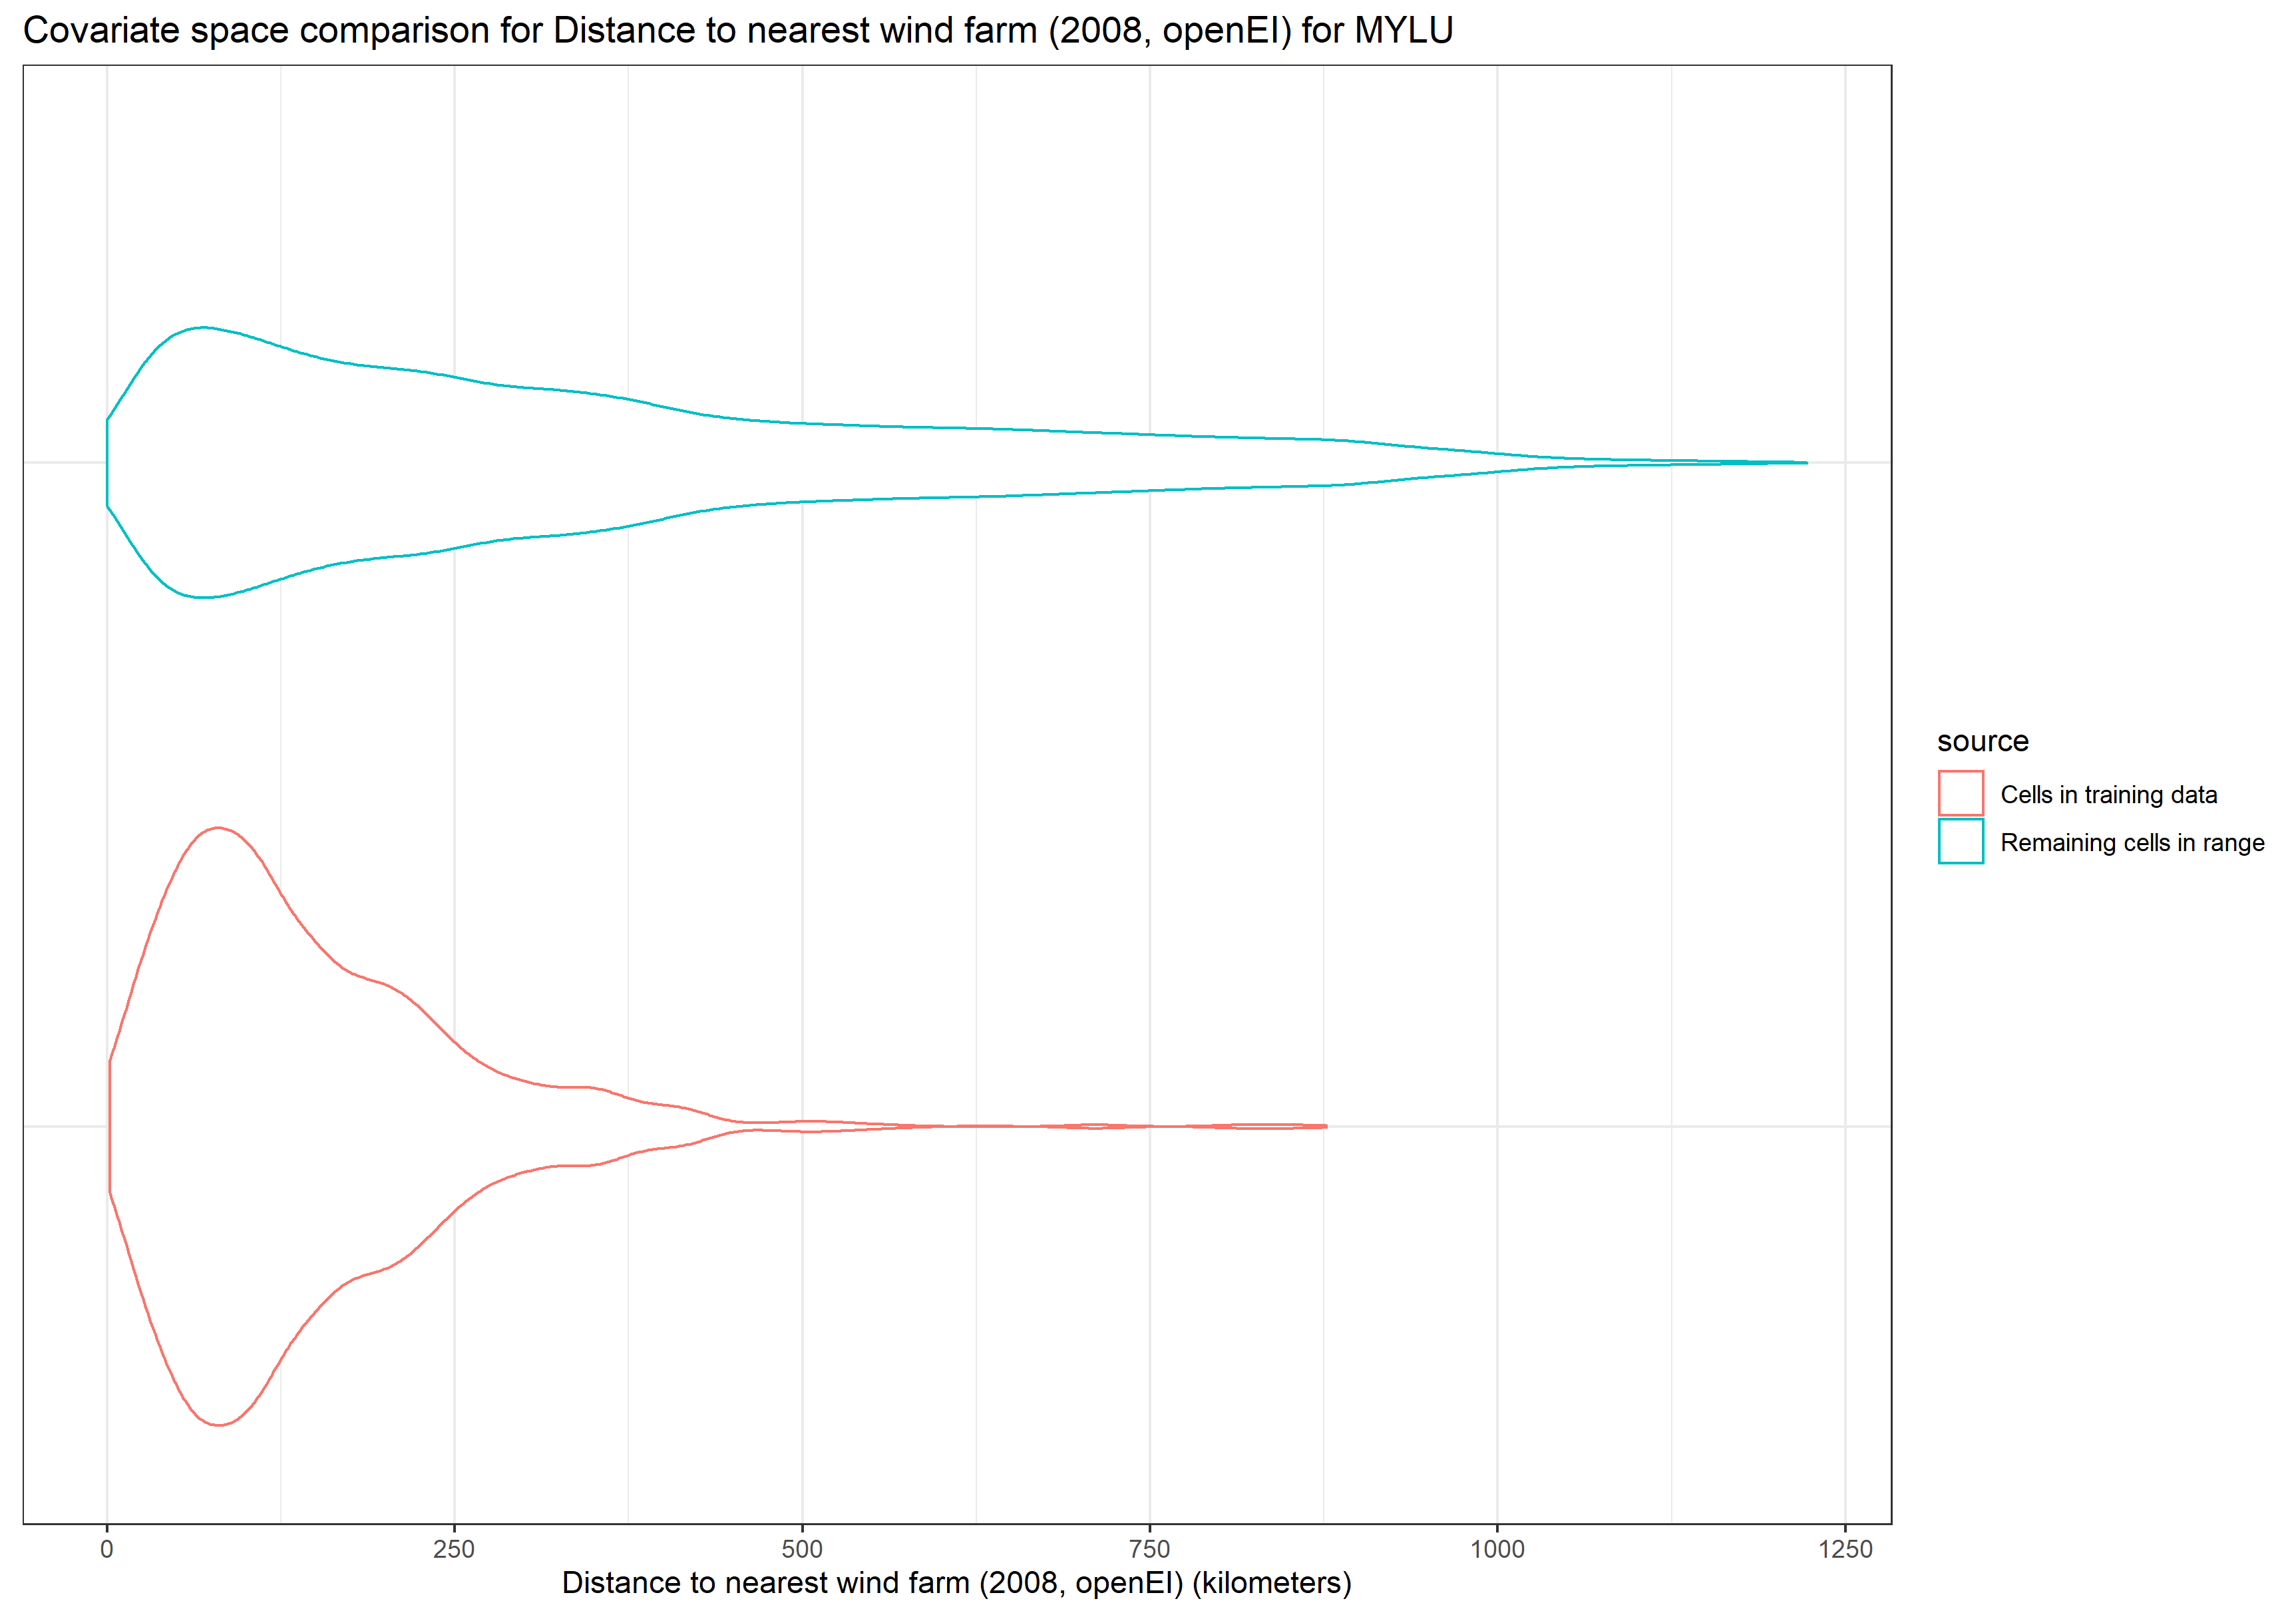 Covariate space comparison for Distance to nearest wind farm (2008, openEI) for MYLU
source
Cells in training data
Remaining cells in range
0 250 500 750 1000 1250
Distance to nearest wind farm (2008, openEI) (kilometers)